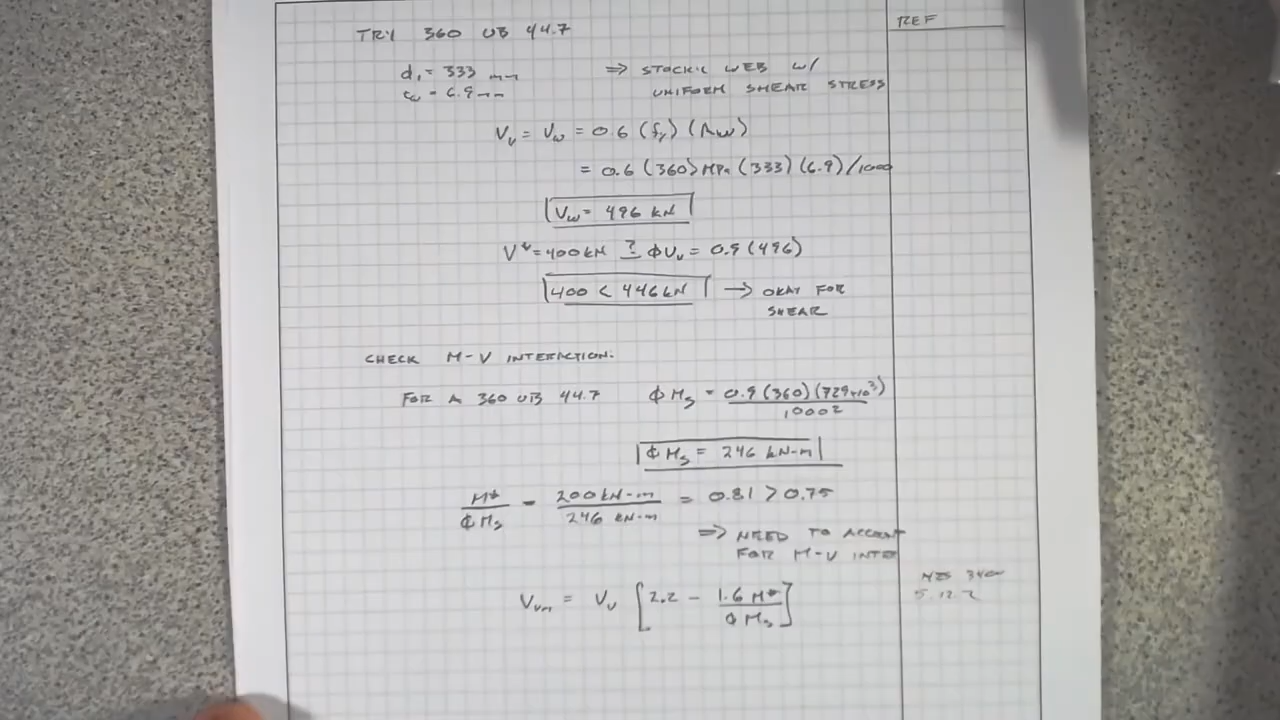 REF
TRY 360 UB 44.7
d₁ = 333 mm ⇒ STOCKY WEB W/
tw = 6.9 mm UNIFORM SHEAR STRESS
Vv = Vw = 0.6 (fy) (Aw)
= 0.6 (360) MPa (333) (6.9) / 1000
Vw = 496 kN
V* = 400 kN ≤? φVv = 0.9 (496)
400 < 446 kN → OKAY FOR
SHEAR
CHECK M-V INTERACTION.
FOR A 360 UB 44.7 φMs = 0.9 (360) (729×10³)
1000²
φMs = 246 kN-m
M* / φMs = 200 kN-m / 246 kN-m = 0.81 > 0.75
⇒ NEED TO ACCOUNT
FOR M-V INTE
NZS 340
5.12.2
Vvm = Vv [2.2 - 1.6 M* / φMs]